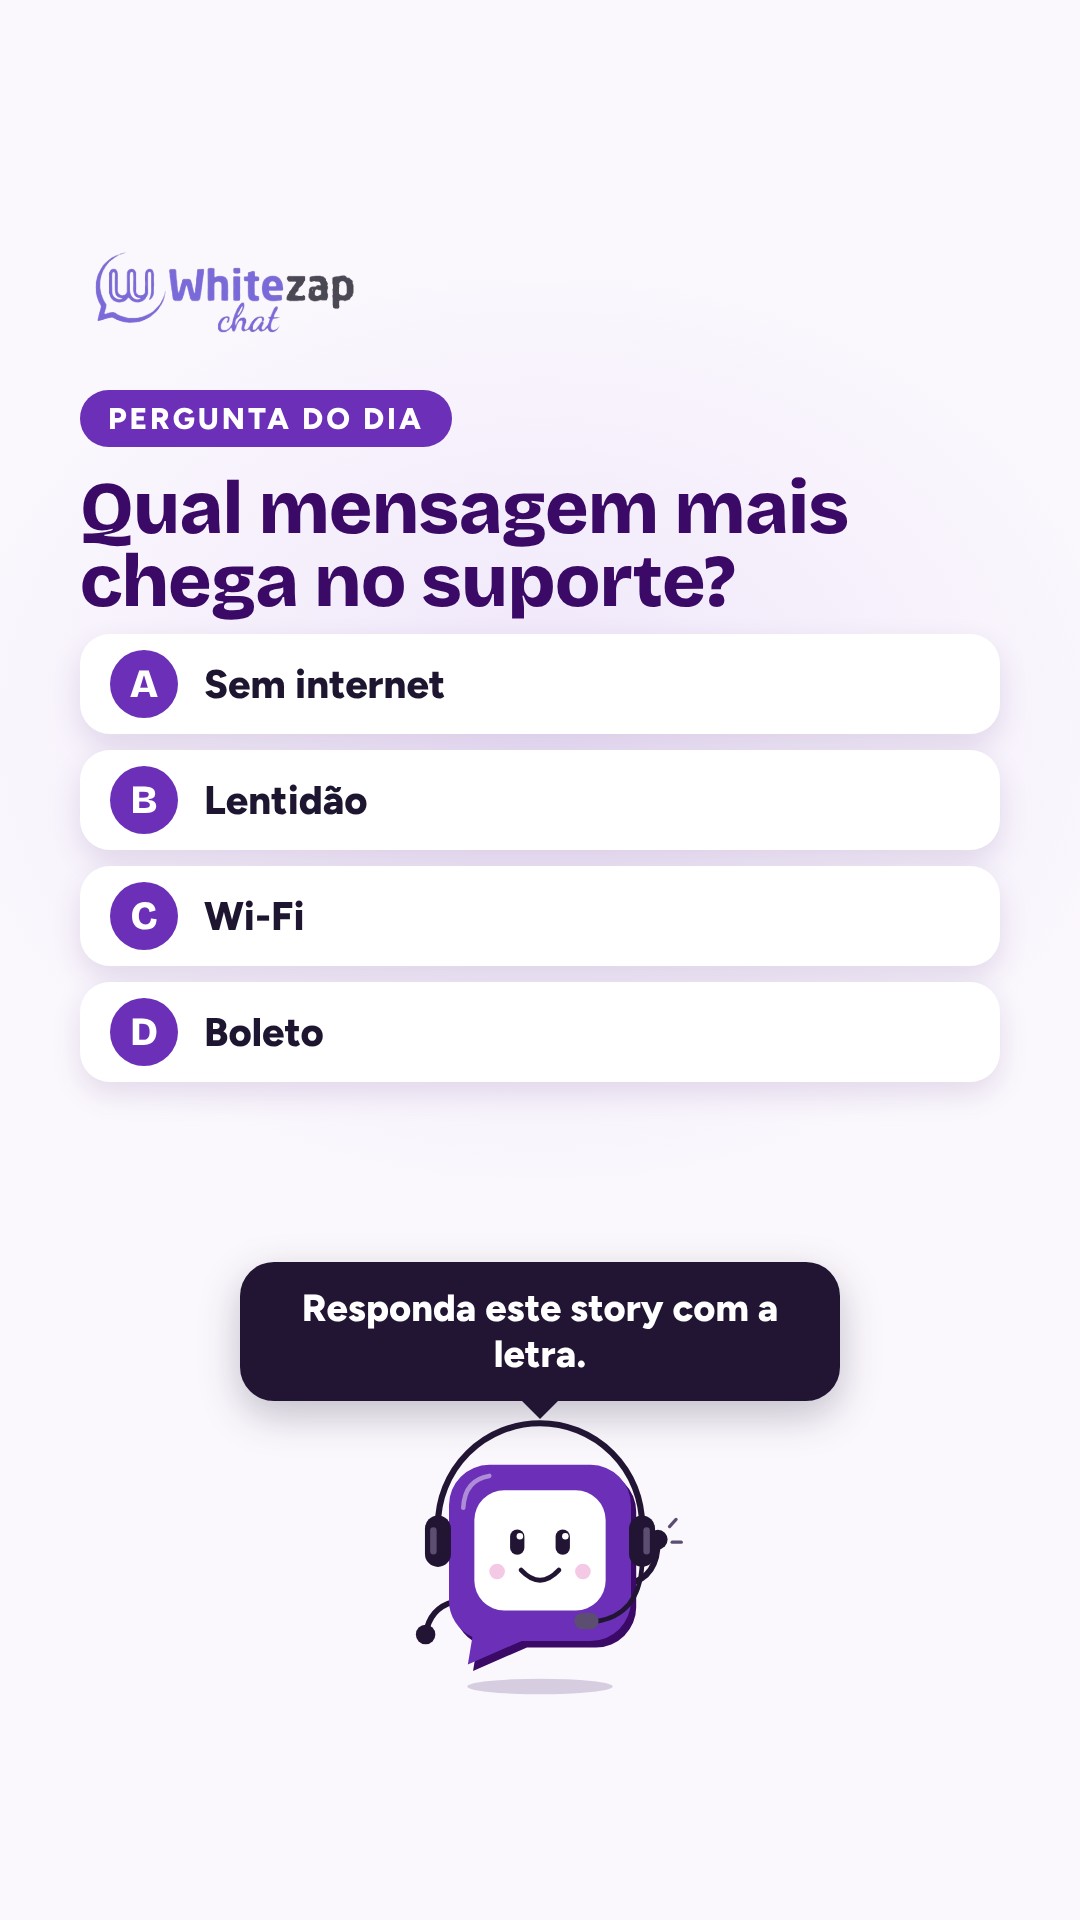 Whitezap
chat
PERGUNTA DO DIA
Qual mensagem mais
chega no suporte?
A Sem internet
B Lentidão
C Wi-Fi
D Boleto
Responda este story com a
letra.